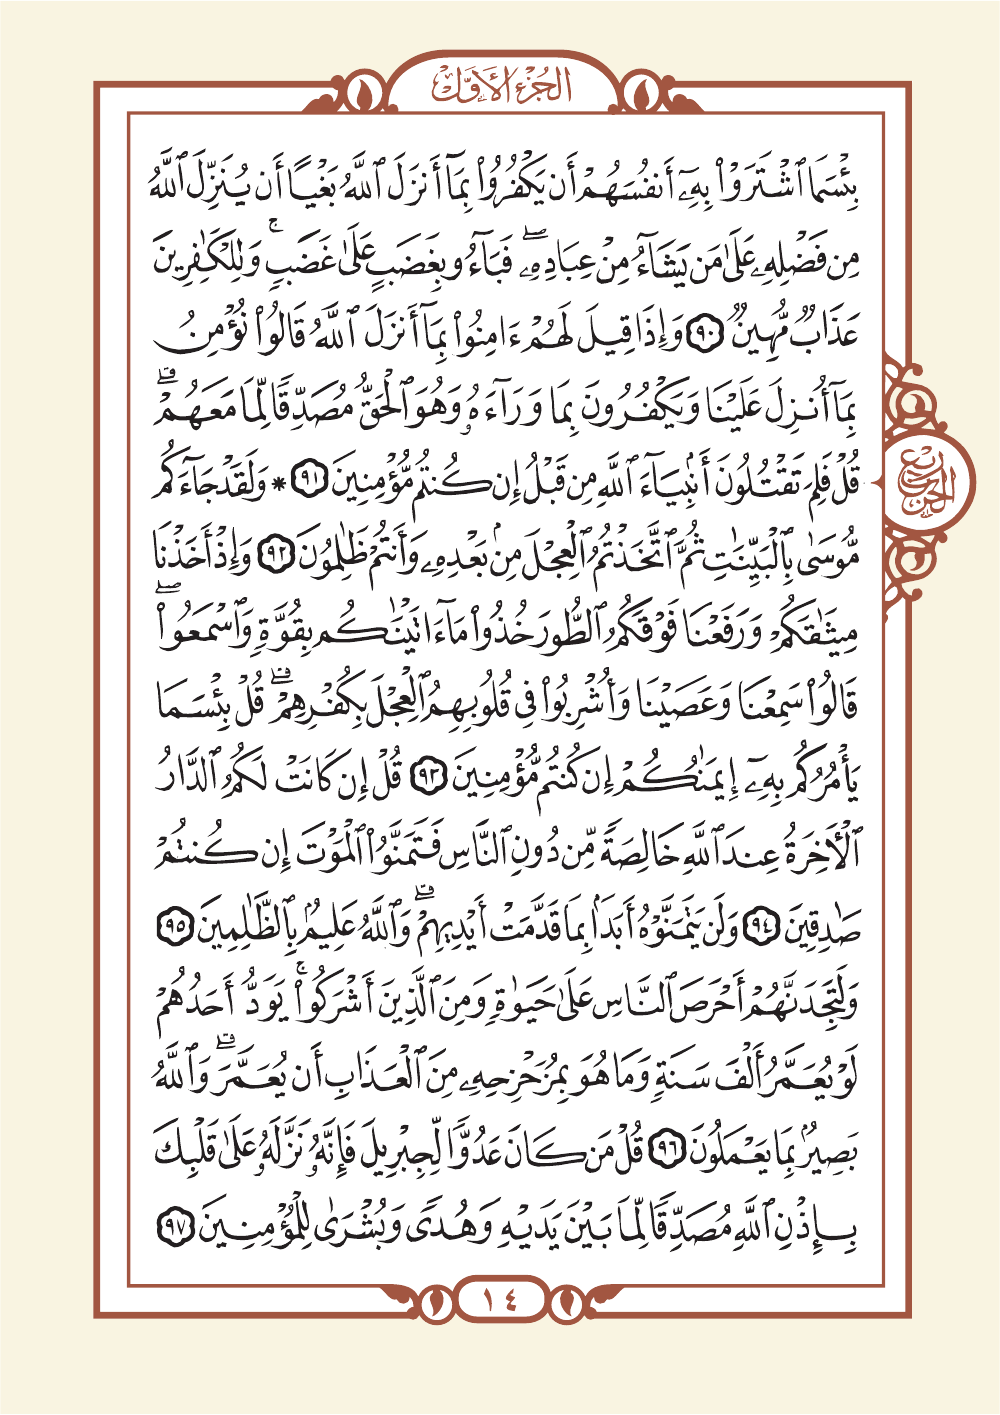 الجُزْءُ الأَوَّلُ
بِئْسَمَا ٱشْتَرَوْا۟ بِهِۦٓ أَنفُسَهُمْ أَن يَكْفُرُوا۟ بِمَآ أَنزَلَ ٱللَّهُ بَغْيًا أَن يُنَزِّلَ ٱللَّهُ
مِن فَضْلِهِۦ عَلَىٰ مَن يَشَآءُ مِنْ عِبَادِهِۦ ۖ فَبَآءُو بِغَضَبٍ عَلَىٰ غَضَبٍ ۚ وَلِلْكَٰفِرِينَ
عَذَابٌ مُّهِينٌ ٩٠ وَإِذَا قِيلَ لَهُمْ ءَامِنُوا۟ بِمَآ أَنزَلَ ٱللَّهُ قَالُوا۟ نُؤْمِنُ
بِمَآ أُنزِلَ عَلَيْنَا وَيَكْفُرُونَ بِمَا وَرَآءَهُۥ وَهُوَ ٱلْحَقُّ مُصَدِّقًا لِّمَا مَعَهُمْ ۗ
قُلْ فَلِمَ تَقْتُلُونَ أَنۢبِيَآءَ ٱللَّهِ مِن قَبْلُ إِن كُنتُم مُّؤْمِنِينَ ٩١ * وَلَقَدْ جَآءَكُم
مُّوسَىٰ بِٱلْبَيِّنَٰتِ ثُمَّ ٱتَّخَذْتُمُ ٱلْعِجْلَ مِنۢ بَعْدِهِۦ وَأَنتُمْ ظَٰلِمُونَ ٩٢ وَإِذْ أَخَذْنَا
مِيثَٰقَكُمْ وَرَفَعْنَا فَوْقَكُمُ ٱلطُّورَ خُذُوا۟ مَآ ءَاتَيْنَٰكُم بِقُوَّةٍ وَٱسْمَعُوا۟ ۖ
قَالُوا۟ سَمِعْنَا وَعَصَيْنَا وَأُشْرِبُوا۟ فِى قُلُوبِهِمُ ٱلْعِجْلَ بِكُفْرِهِمْ ۚ قُلْ بِئْسَمَا
يَأْمُرُكُم بِهِۦٓ إِيمَٰنُكُمْ إِن كُنتُم مُّؤْمِنِينَ ٩٣ قُلْ إِن كَانَتْ لَكُمُ ٱلدَّارُ
ٱلْأَخِرَةُ عِندَ ٱللَّهِ خَالِصَةً مِّن دُونِ ٱلنَّاسِ فَتَمَنَّوُا۟ ٱلْمَوْتَ إِن كُنتُمْ
صَٰدِقِينَ ٩٤ وَلَن يَتَمَنَّوْهُ أَبَدًۢا بِمَا قَدَّمَتْ أَيْدِيهِمْ ۗ وَٱللَّهُ عَلِيمٌۢ بِٱلظَّٰلِمِينَ ٩٥
وَلَتَجِدَنَّهُمْ أَحْرَصَ ٱلنَّاسِ عَلَىٰ حَيَوٰةٍ وَمِنَ ٱلَّذِينَ أَشْرَكُوا۟ ۚ يَوَدُّ أَحَدُهُمْ
لَوْ يُعَمَّرُ أَلْفَ سَنَةٍ وَمَا هُوَ بِمُزَحْزِحِهِۦ مِنَ ٱلْعَذَابِ أَن يُعَمَّرَ ۗ وَٱللَّهُ
بَصِيرٌۢ بِمَا يَعْمَلُونَ ٩٦ قُلْ مَن كَانَ عَدُوًّا لِّجِبْرِيلَ فَإِنَّهُۥ نَزَّلَهُۥ عَلَىٰ قَلْبِكَ
بِإِذْنِ ٱللَّهِ مُصَدِّقًا لِّمَا بَيْنَ يَدَيْهِ وَهُدًى وَبُشْرَىٰ لِلْمُؤْمِنِينَ ٩٧
١٤